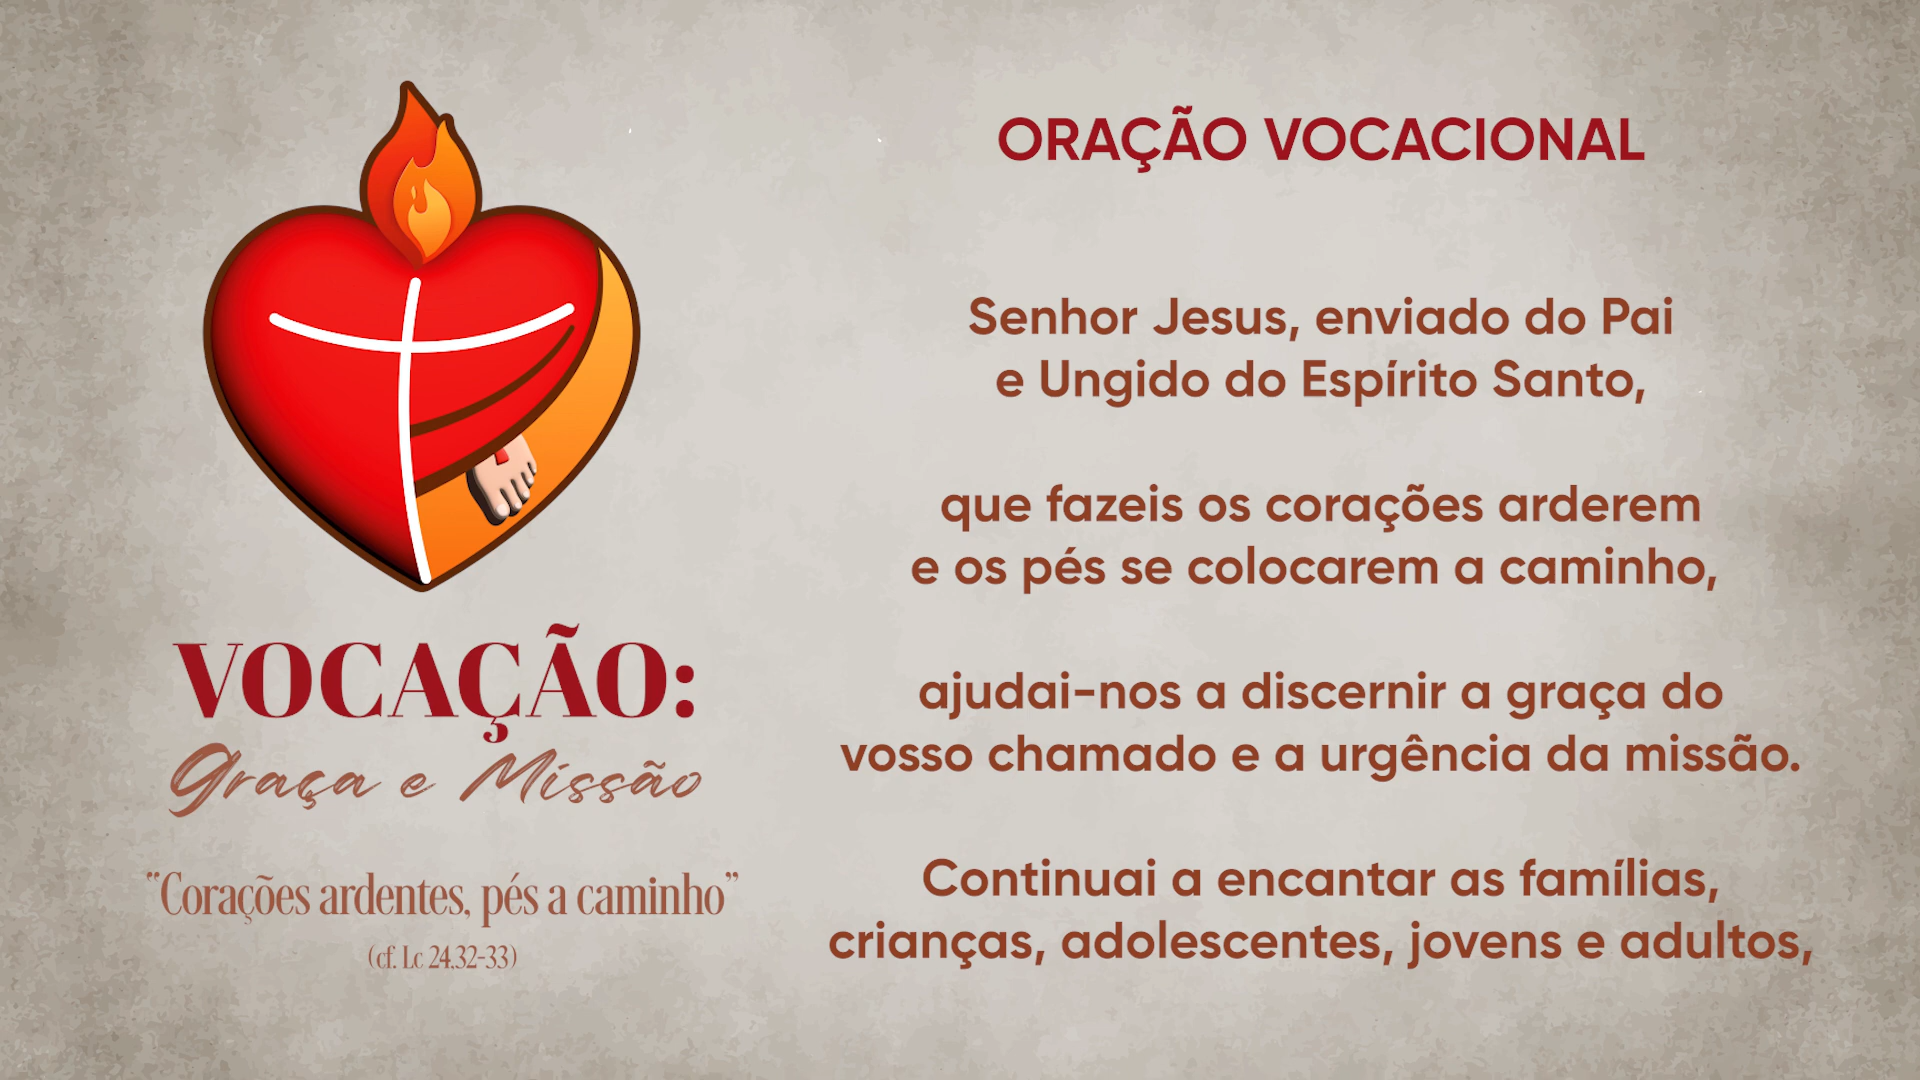 VOCAÇÃO:
Graça e Missão
“Corações ardentes, pés a caminho”
(cf. Lc 24,32-33)
ORAÇÃO VOCACIONAL
Senhor Jesus, enviado do Pai
e Ungido do Espírito Santo,
que fazeis os corações arderem
e os pés se colocarem a caminho,
ajudai-nos a discernir a graça do
vosso chamado e a urgência da missão.
Continuai a encantar as famílias,
crianças, adolescentes, jovens e adultos,